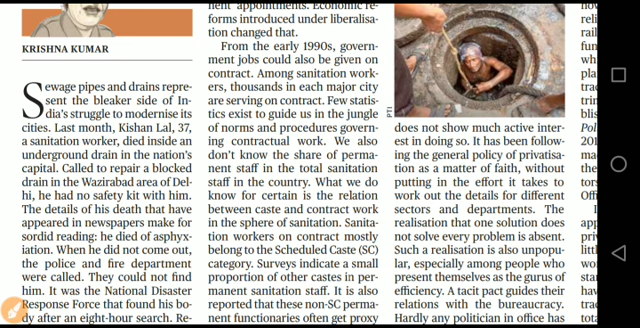 KRISHNA KUMAR
Sewage pipes and drains repre-
sent the bleaker side of In-
dia's struggle to modernise its
cities. Last month, Kishan Lal, 37,
a sanitation worker, died inside an
underground drain in the nation's
capital. Called to repair a blocked
drain in the Wazirabad area of Del-
hi, he had no safety kit with him.
The details of his death that have
appeared in newspapers make for
sordid reading: he died of asphyx-
iation. When he did not come out,
the police and fire department
were called. They could not find
him. It was the National Disaster
Response Force that found his bo-
dy after an eight-hour search. Re-
nent appointments. Economic re-
forms introduced under liberalisa-
tion changed that.
From the early 1990s, govern-
ment jobs could also be given on
contract. Among sanitation work-
ers, thousands in each major city
are serving on contract. Few statis-
tics exist to guide us in the jungle
of norms and procedures govern-
ing contractual work. We also
don't know the share of perma-
nent staff in the total sanitation
staff in the country. What we do
know for certain is the relation
between caste and contract work
in the sphere of sanitation. Sanita-
tion workers on contract mostly
belong to the Scheduled Caste (SC)
category. Surveys indicate a small
proportion of other castes in per-
manent sanitation staff. It is also
reported that these non-SC perma-
nent functionaries often get proxy
PTI
does not show much active inter-
est in doing so. It has been follow-
ing the general policy of privatisa-
tion as a matter of faith, without
putting in the effort it takes to
work out the details for different
sectors and departments. The
realisation that one solution does
not solve every problem is absent.
Such a realisation is also unpopu-
lar, especially among people who
present themselves as the gurus of
efficiency. A tacit pact guides their
relations with the bureaucracy.
Hardly any politician in office has